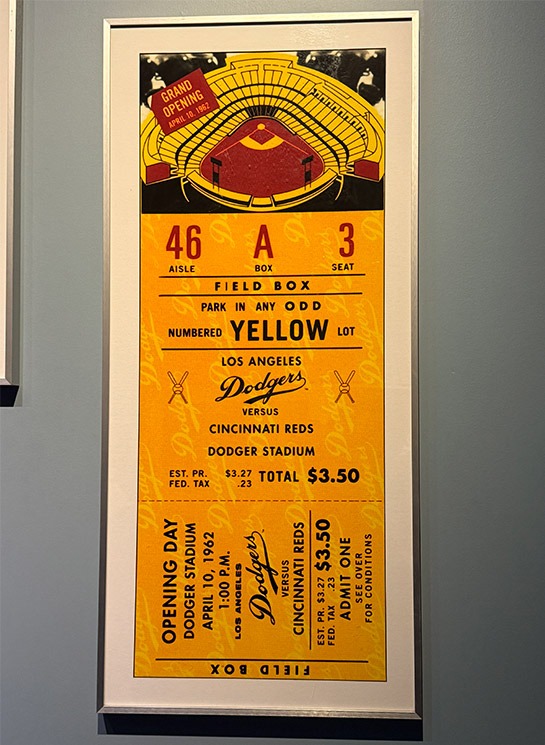 GRAND
OPENING
APRIL 10, 1962
46 A 3
AISLE BOX SEAT
FIELD BOX
PARK IN ANY ODD
NUMBERED YELLOW LOT
LOS ANGELES
Dodgers
VERSUS
CINCINNATI REDS
DODGER STADIUM
EST. PR. $3.27 TOTAL $3.50
FED. TAX .23
OPENING DAY
DODGER STADIUM
APRIL 10, 1962
1:00 P.M.
LOS ANGELES
Dodgers
VERSUS
CINCINNATI REDS
EST. PR. $3.27 $3.50
FED. TAX .23
ADMIT ONE
SEE OVER
FOR CONDITIONS
FIELD BOX